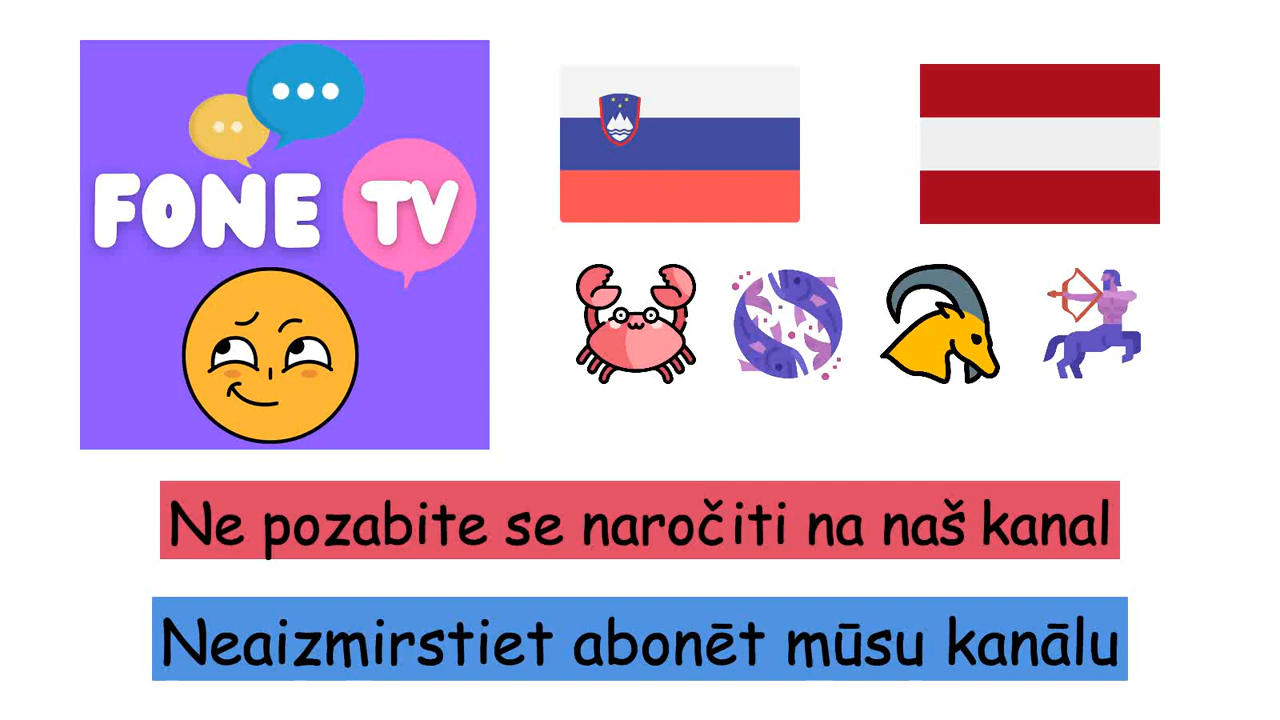 FONE TV
Ne pozabite se naročiti na naš kanal
Neaizmirstiet abonēt mūsu kanālu